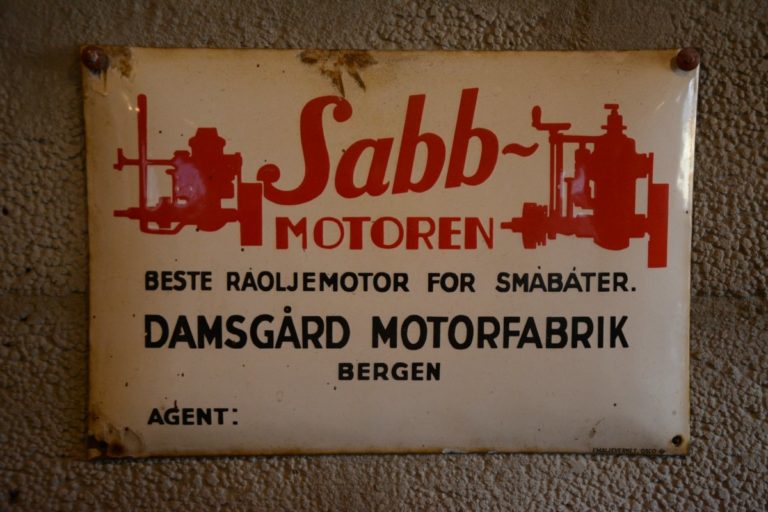 Sabb~
MOTOREN
BESTE RÅOLJEMOTOR FOR SMÅBÅTER.
DAMSGÅRD MOTORFABRIK
BERGEN
AGENT: